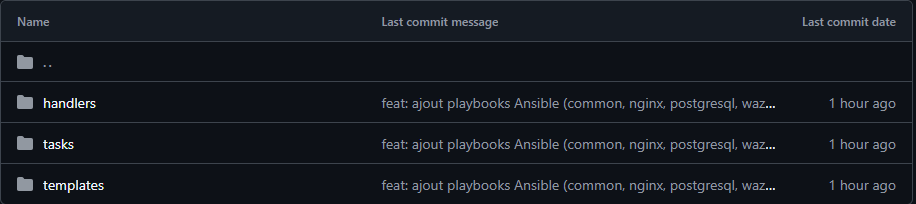 Name Last commit message Last commit date
..
handlers feat: ajout playbooks Ansible (common, nginx, postgresql, waz... 1 hour ago
tasks feat: ajout playbooks Ansible (common, nginx, postgresql, waz... 1 hour ago
templates feat: ajout playbooks Ansible (common, nginx, postgresql, waz... 1 hour ago